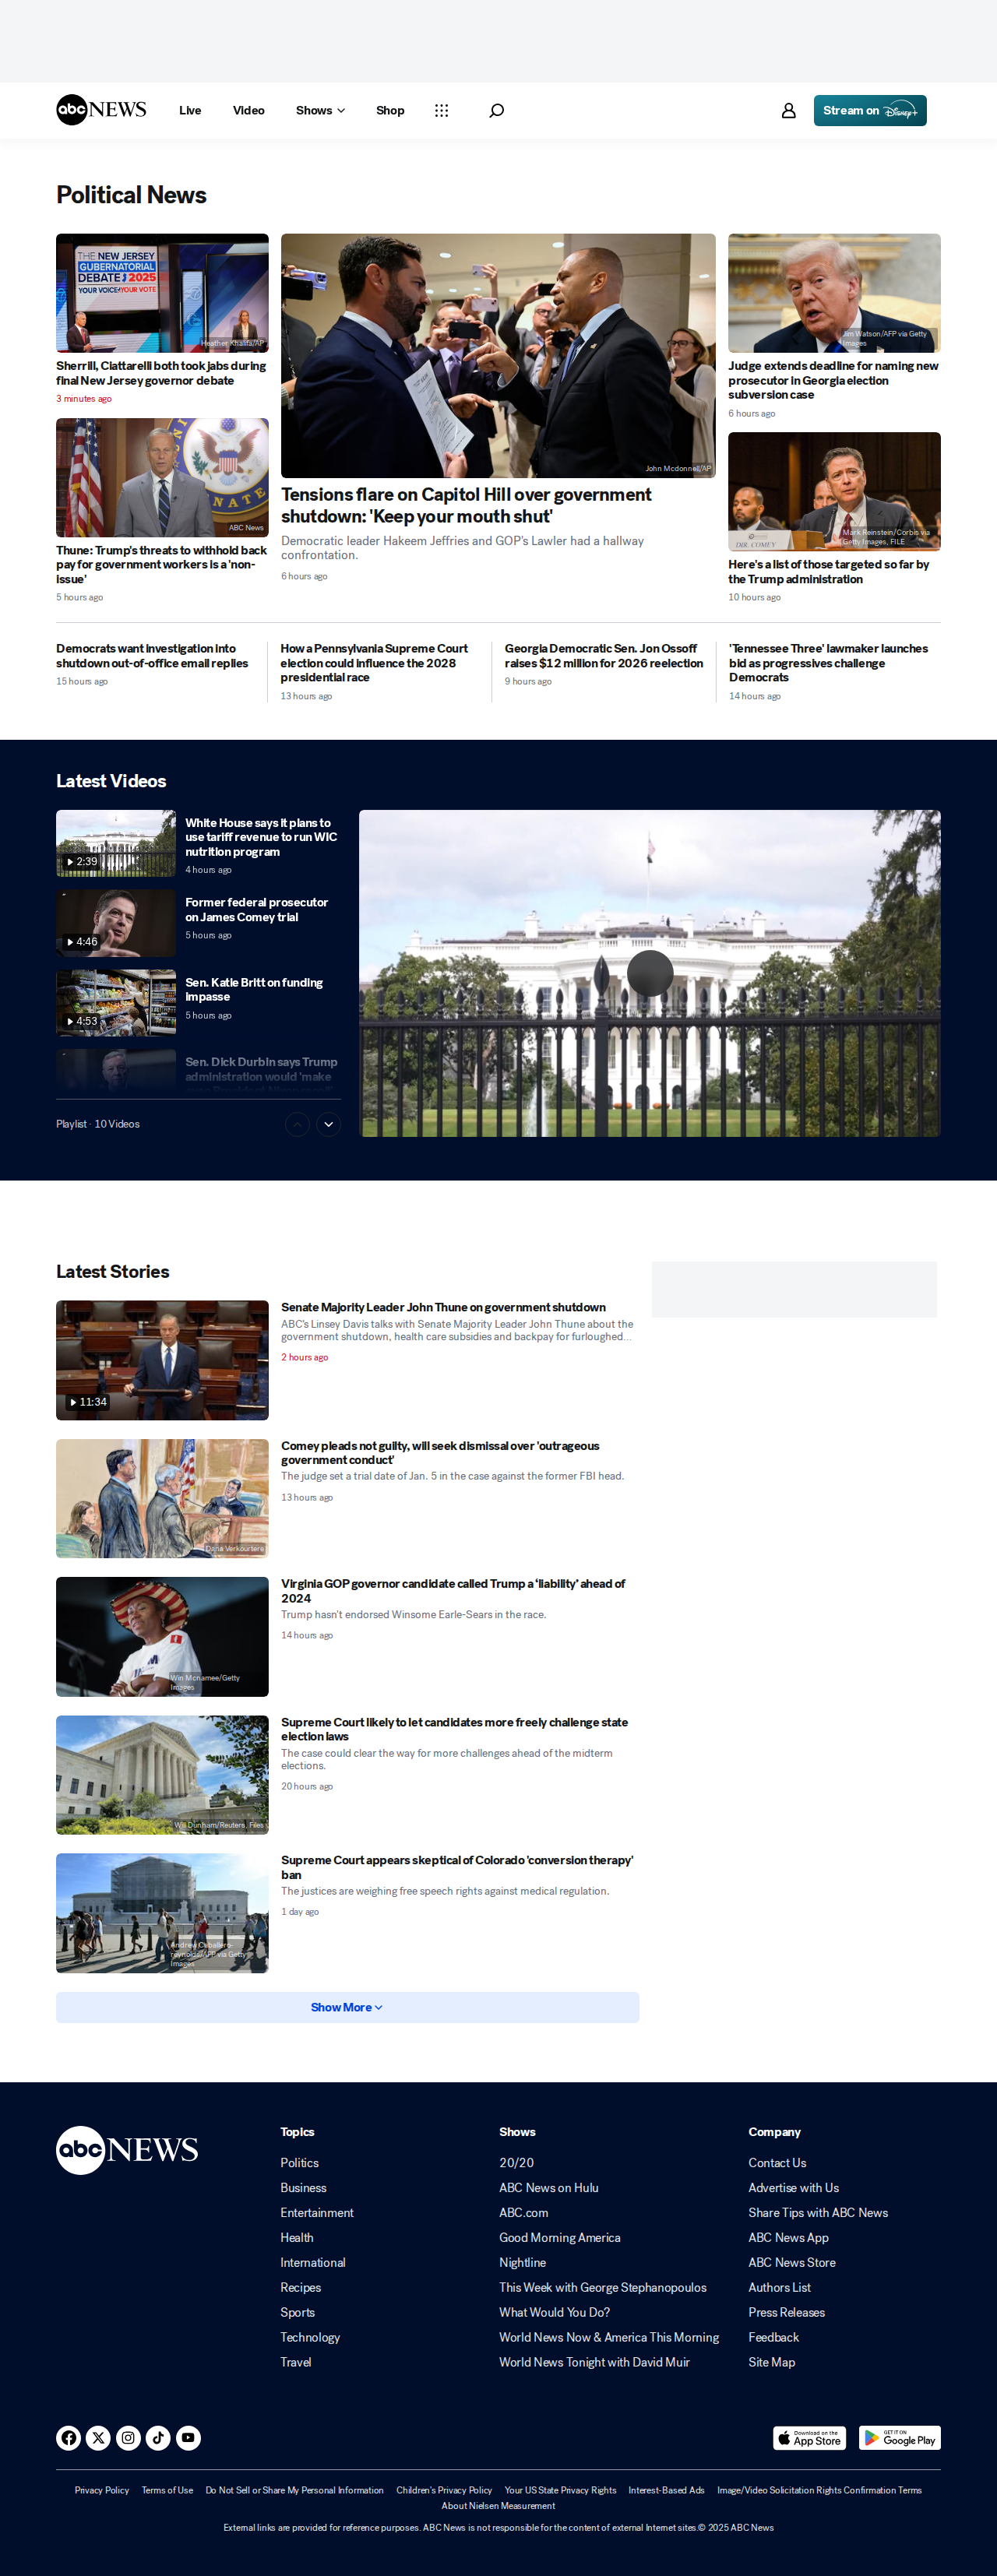 abc NEWS
Live
Video
Shows
Shop
Stream on Disney+
Political News
THE NEW JERSEY
GUBERNATORIAL
DEBATE 2025
YOUR VOICE YOUR VOTE
Heather Khalifa/AP
Sherrill, Ciattarelli both took jabs during
final New Jersey governor debate
3 minutes ago
ABC News
Thune: Trump's threats to withhold back
pay for government workers is a 'non-
issue'
5 hours ago
John Mcdonnell/AP
Tensions flare on Capitol Hill over government
shutdown: 'Keep your mouth shut'
Democratic leader Hakeem Jeffries and GOP's Lawler had a hallway
confrontation.
6 hours ago
Jim Watson/AFP via Getty
Images
Judge extends deadline for naming new
prosecutor in Georgia election
subversion case
6 hours ago
DIR. COMEY
Mark Reinstein/Corbis via
Getty Images, FILE
Here's a list of those targeted so far by
the Trump administration
10 hours ago
Democrats want investigation into
shutdown out-of-office email replies
15 hours ago
How a Pennsylvania Supreme Court
election could influence the 2028
presidential race
13 hours ago
Georgia Democratic Sen. Jon Ossoff
raises $12 million for 2026 reelection
9 hours ago
'Tennessee Three' lawmaker launches
bid as progressives challenge
Democrats
14 hours ago
Latest Videos
2:39
White House says it plans to
use tariff revenue to run WIC
nutrition program
4 hours ago
4:46
Former federal prosecutor
on James Comey trial
5 hours ago
4:53
Sen. Katie Britt on funding
impasse
5 hours ago
Sen. Dick Durbin says Trump
administration would 'make
Playlist · 10 Videos
Latest Stories
11:34
Senate Majority Leader John Thune on government shutdown
ABC's Linsey Davis talks with Senate Majority Leader John Thune about the
government shutdown, health care subsidies and backpay for furloughed...
2 hours ago
Dana Verkouteren
Comey pleads not guilty, will seek dismissal over 'outrageous
government conduct'
The judge set a trial date of Jan. 5 in the case against the former FBI head.
13 hours ago
Win Mcnamee/Getty
Images
Virginia GOP governor candidate called Trump a ‘liability’ ahead of
2024
Trump hasn't endorsed Winsome Earle-Sears in the race.
14 hours ago
Will Dunham/Reuters, Files
Supreme Court likely to let candidates more freely challenge state
election laws
The case could clear the way for more challenges ahead of the midterm
elections.
20 hours ago
Andrew Caballero-
reynolds/AFP via Getty
Images
Supreme Court appears skeptical of Colorado 'conversion therapy'
ban
The justices are weighing free speech rights against medical regulation.
1 day ago
Show More
abc NEWS
Topics
Politics
Business
Entertainment
Health
International
Recipes
Sports
Technology
Travel
Shows
20/20
ABC News on Hulu
ABC.com
Good Morning America
Nightline
This Week with George Stephanopoulos
What Would You Do?
World News Now & America This Morning
World News Tonight with David Muir
Company
Contact Us
Advertise with Us
Share Tips with ABC News
ABC News App
ABC News Store
Authors List
Press Releases
Feedback
Site Map
Download on the
App Store
GET IT ON
Google Play
Privacy Policy Terms of Use Do Not Sell or Share My Personal Information Children's Privacy Policy Your US State Privacy Rights Interest-Based Ads Image/Video Solicitation Rights Confirmation Terms
About Nielsen Measurement
External links are provided for reference purposes. ABC News is not responsible for the content of external Internet sites.© 2025 ABC News